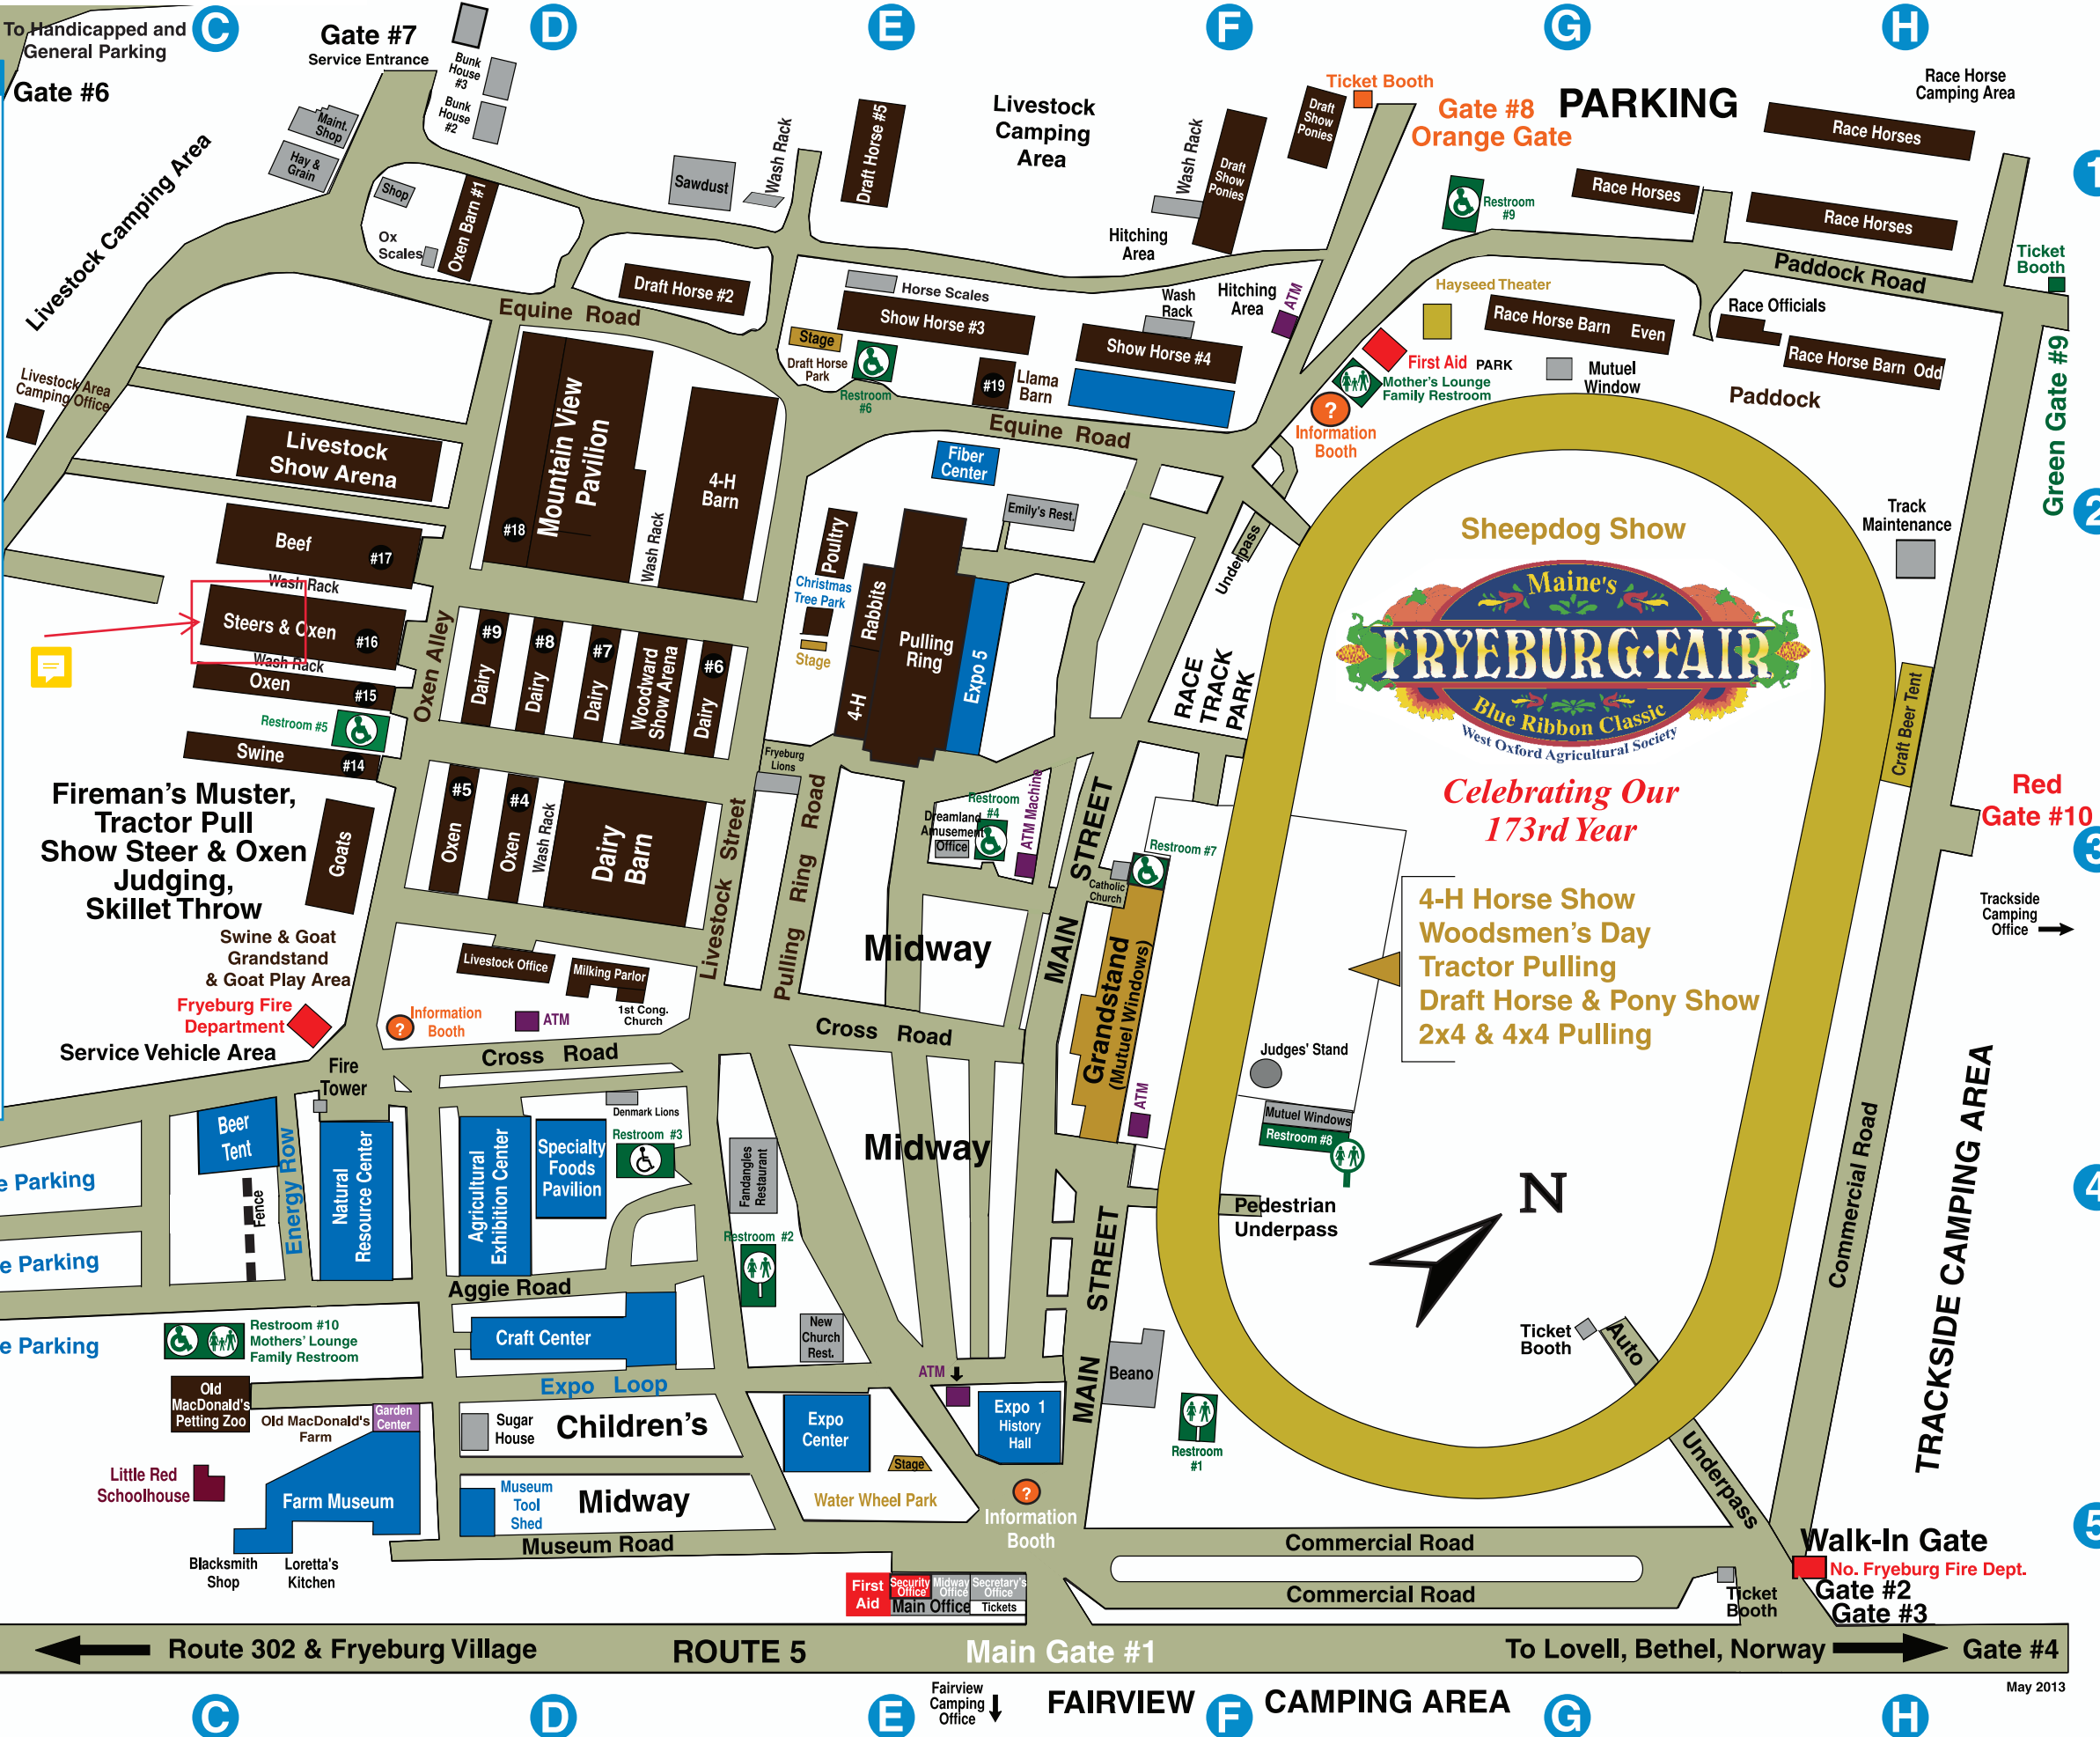 To Handicapped and
General Parking
C
Gate #7
Service Entrance
D
E
F
G
H
Gate #6
Bunk
House
#3
Bunk
House
#2
Maint.
Shop
Hay &
Grain
Livestock Camping Area
Shop
Oxen Barn #1
Ox
Scales
Sawdust
Wash Rack
Draft Horse #5
Livestock
Camping
Area
Wash Rack
Draft
Show
Ponies
Draft
Show
Ponies
Ticket Booth
Gate #8
Orange Gate
PARKING
Race Horse
Camping Area
Race Horses
Race Horses
Race Horses
1
Restroom
#9
Hitching
Area
Ticket
Booth
Paddock Road
Draft Horse #2
Equine Road
Horse Scales
Show Horse #3
Stage
Draft Horse
Park
Restroom
#6
#19
Llama
Barn
Wash
Rack
Show Horse #4
Hitching
Area
ATM
Hayseed Theater
Race Horse Barn Even
Race Officials
Race Horse Barn Odd
First Aid
PARK
Mother's Lounge
Family Restroom
Mutuel
Window
Paddock
Green Gate #9
?
Information
Booth
Equine Road
Livestock Area
Camping Office
Livestock
Show Arena
Mountain View
Pavilion
#18
4-H
Barn
Wash Rack
Fiber
Center
Emily's Rest.
Beef
#17
Wash Rack
Steers & Oxen
#16
Wash Rack
Oxen
#15
Restroom #5
Swine
#14
Oxen Alley
Poultry
Christmas
Tree Park
Stage
Rabbits
4-H
Pulling
Ring
Expo 5
Underpass
RACE
TRACK
PARK
Sheepdog Show
Maine's
FRYEBURG·FAIR
Blue Ribbon Classic
West Oxford Agricultural Society
Celebrating Our
173rd Year
Track
Maintenance
2
Craft Beer Tent
Red
Gate #10
3
#9
Dairy
#8
Dairy
#7
Dairy
Woodward
Show Arena
#6
Dairy
#5
Oxen
#4
Oxen
Wash Rack
Dairy
Barn
Fryeburg
Lions
Livestock Street
Pulling Ring Road
Fireman's Muster,
Tractor Pull
Show Steer & Oxen
Judging,
Skillet Throw
Goats
Swine & Goat
Grandstand
& Goat Play Area
Fryeburg Fire
Department
Service Vehicle Area
Restroom
#4
Dreamland
Amusement
Office
ATM Machine
MAIN STREET
Restroom #7
Catholic
Church
Grandstand
(Mutuel Windows)
ATM
4-H Horse Show
Woodsmen's Day
Tractor Pulling
Draft Horse & Pony Show
2x4 & 4x4 Pulling
Trackside
Camping
Office
Midway
Livestock Office
Milking Parlor
1st Cong.
Church
?
Information
Booth
ATM
Cross Road
Cross Road
Fire
Tower
Judges' Stand
Mutuel Windows
Restroom #8
Beer
Tent
Energy Row
Fence
Natural
Resource Center
Agricultural
Exhibition Center
Specialty
Foods
Pavilion
Denmark Lions
Restroom #3
Fandangles
Restaurant
Restroom #2
Midway
Pedestrian
Underpass
N
Commercial Road
TRACKSIDE CAMPING AREA
4
e Parking
e Parking
e Parking
Aggie Road
Restroom #10
Mothers' Lounge
Family Restroom
Craft Center
New
Church
Rest.
MAIN STREET
MAIN
Beano
Ticket
Booth
Auto
Underpass
Old
MacDonald's
Petting Zoo
Old MacDonald's
Farm
Garden
Center
Expo Loop
Sugar
House
Children's
Midway
ATM
Expo
Center
Expo 1
History
Hall
Restroom
#1
Little Red
Schoolhouse
Farm Museum
Museum
Tool
Shed
Stage
Water Wheel Park
?
Information
Booth
5
Blacksmith
Shop
Loretta's
Kitchen
Museum Road
Commercial Road
Commercial Road
Walk-In Gate
No. Fryeburg Fire Dept.
Gate #2
Gate #3
Ticket
Booth
First
Aid
Security
Office
Midway
Office
Secretary's
Office
Main Office
Tickets
Route 302 & Fryeburg Village
ROUTE 5
Main Gate #1
To Lovell, Bethel, Norway
Gate #4
May 2013
Fairview
Camping
Office
FAIRVIEW CAMPING AREA
C
D
E
F
G
H